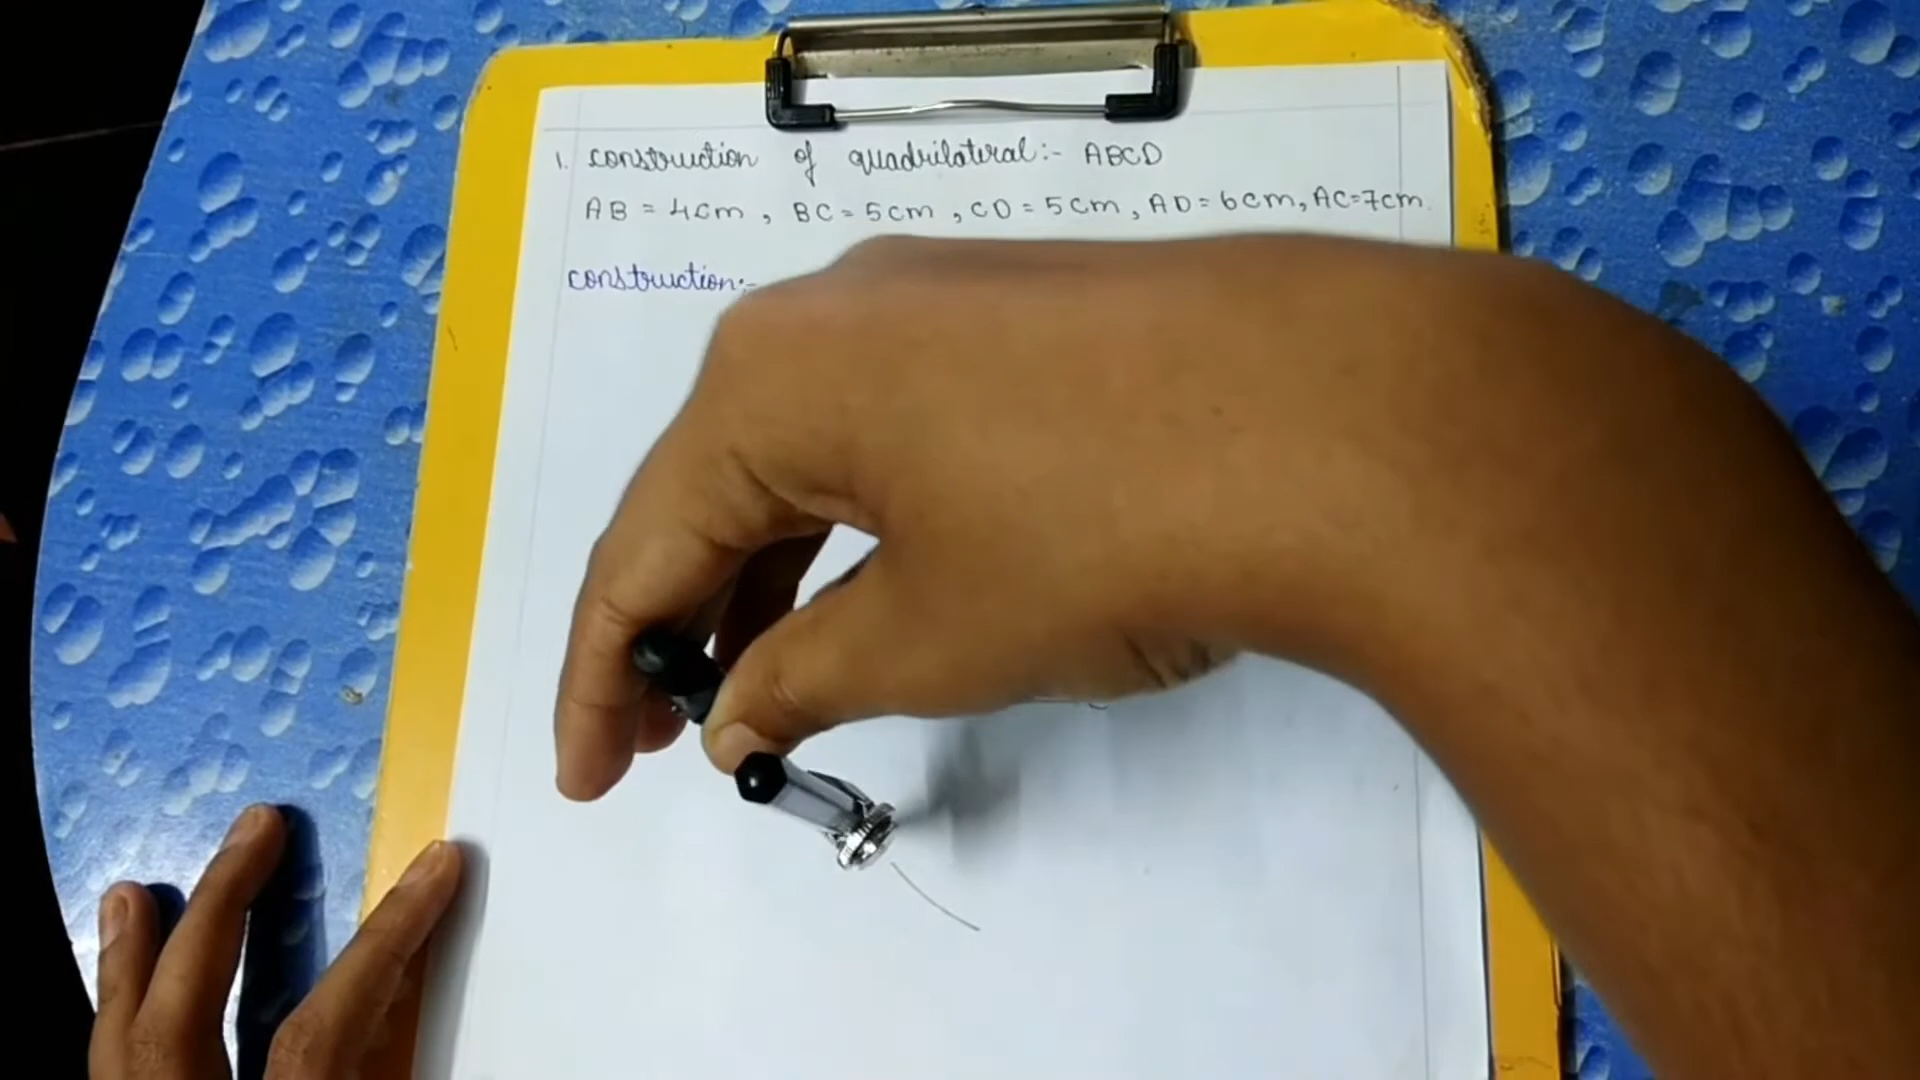 1. construction of quadrilateral:- ABCD
AB = 4cm, BC = 5cm, CD = 5cm, AD = 6cm, AC=7cm.
construction:-